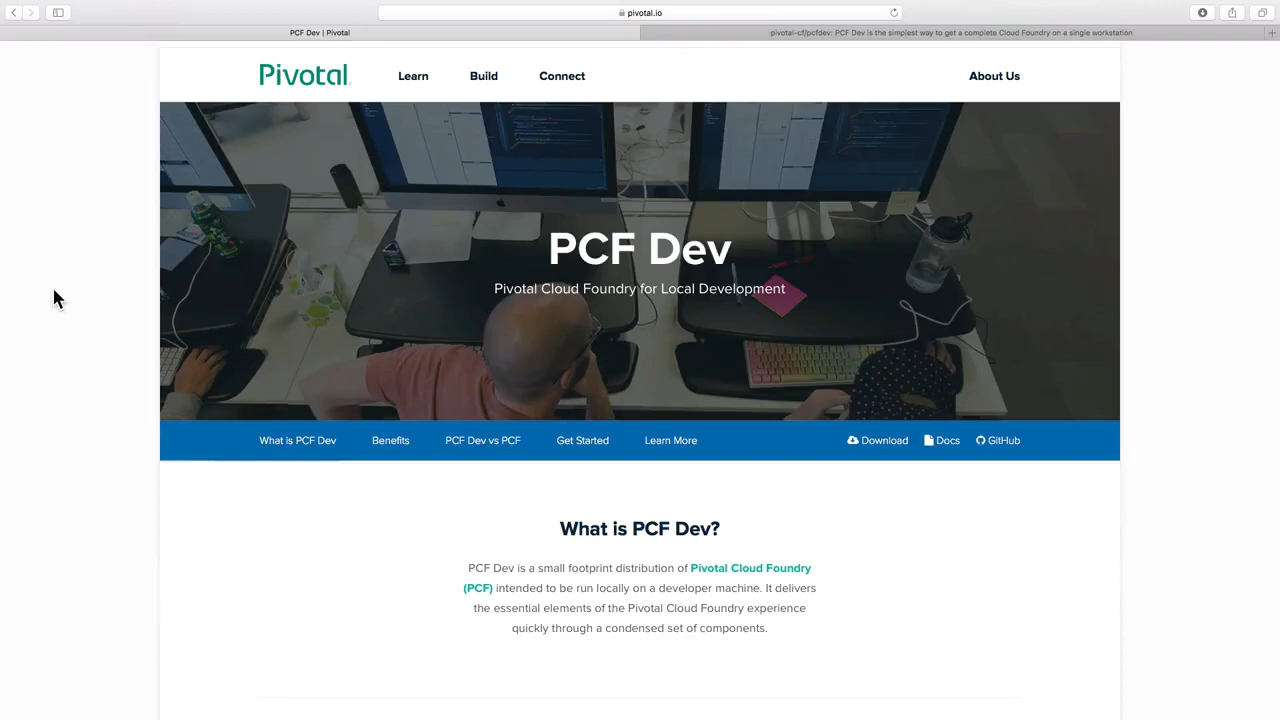 pivotal.io
PCF Dev | Pivotal
pivotal-cf/pcfdev: PCF Dev is the simplest way to get a complete Cloud Foundry on a single workstation
Pivotal
Learn
Build
Connect
About Us
PCF Dev
Pivotal Cloud Foundry for Local Development
What is PCF Dev
Benefits
PCF Dev vs PCF
Get Started
Learn More
Download
Docs
GitHub
What is PCF Dev?
PCF Dev is a small footprint distribution of Pivotal Cloud Foundry
(PCF) intended to be run locally on a developer machine. It delivers
the essential elements of the Pivotal Cloud Foundry experience
quickly through a condensed set of components.